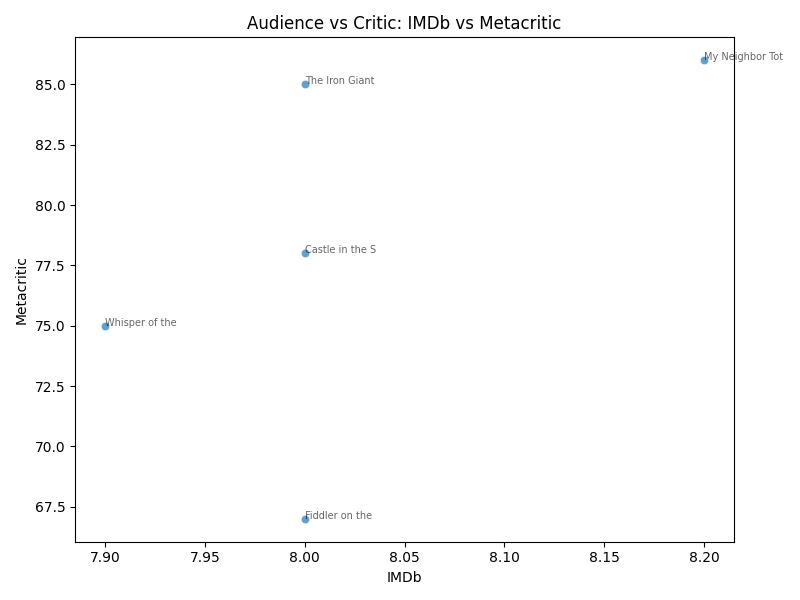 Audience vs Critic: IMDb vs Metacritic
My Neighbor Tot
The Iron Giant
Castle in the S
Whisper of the
Fiddler on the
85.0
82.5
80.0
77.5
75.0
72.5
70.0
67.5
Metacritic
7.90 7.95 8.00 8.05 8.10 8.15 8.20
IMDb